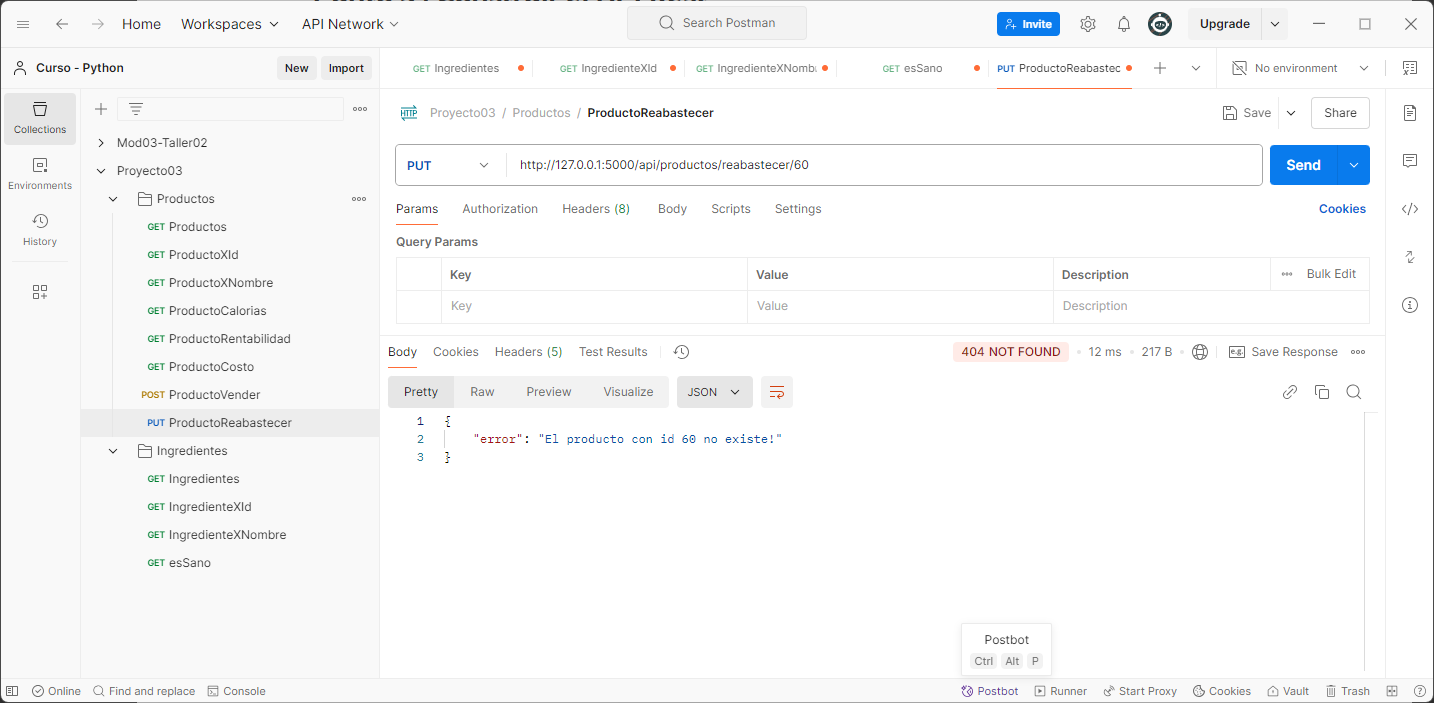 Home Workspaces API Network Search Postman Invite Upgrade
Curso - Python New Import
GET Ingredientes GET IngredienteXId GET IngredienteXNombu GET esSano PUT ProductoReabastec No environment
Collections
Environments
History
Mod03-Taller02
Proyecto03
Productos
GET Productos
GET ProductoXId
GET ProductoXNombre
GET ProductoCalorias
GET ProductoRentabilidad
GET ProductoCosto
POST ProductoVender
PUT ProductoReabastecer
Ingredientes
GET Ingredientes
GET IngredienteXId
GET IngredienteXNombre
GET esSano
HTTP Proyecto03 / Productos / ProductoReabastecer Save Share
PUT http://127.0.0.1:5000/api/productos/reabastecer/60 Send
Params Authorization Headers (8) Body Scripts Settings Cookies
Query Params
Key Value Description Bulk Edit
Key Value Description
Body Cookies Headers (5) Test Results 404 NOT FOUND 12 ms 217 B e.g. Save Response
Pretty Raw Preview Visualize JSON
1 {
2 "error": "El producto con id 60 no existe!"
3 }
Postbot
Ctrl Alt P
Online Find and replace Console Postbot Runner Start Proxy Cookies Vault Trash